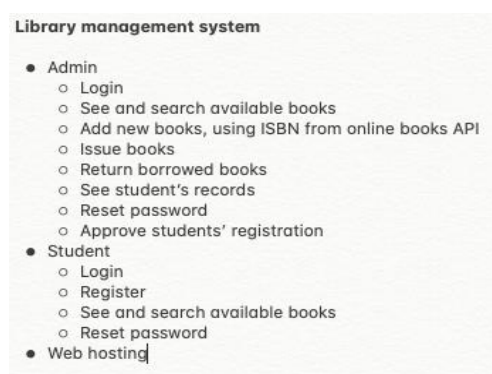 Library management system
• Admin
○ Login
○ See and search available books
○ Add new books, using ISBN from online books API
○ Issue books
○ Return borrowed books
○ See student's records
○ Reset password
○ Approve students' registration
• Student
○ Login
○ Register
○ See and search available books
○ Reset password
• Web hosting